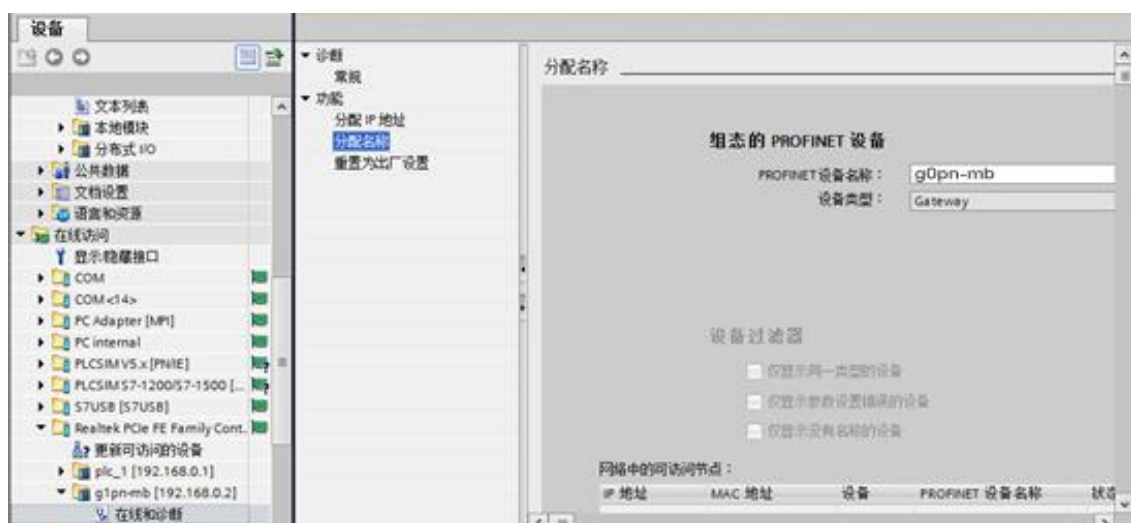 设备
文本列表
本地模块
分布式 I/O
公共数据
文档设置
语言和资源
在线访问
显示/隐藏接口
COM
COM <14>
PC Adapter [MPI]
PC internal
PLCSIM V5.x [PN/IE]
PLCSIM S7-1200/S7-1500 [...
S7USB [S7USB]
Realtek PCIe FE Family Cont...
更新可访问的设备
plc_1 [192.168.0.1]
g1pn-mb [192.168.0.2]
在线和诊断
诊断
常规
功能
分配 IP 地址
分配名称
重置为出厂设置
分配名称
组态的 PROFINET 设备
PROFINET 设备名称： g0pn-mb
设备类型： Gateway
设备过滤器
仅显示同一类型的设备
仅显示参数设置错误的设备
仅显示没有名称的设备
网络中的可访问节点：
IP 地址 MAC 地址 设备 PROFINET 设备名称 状态